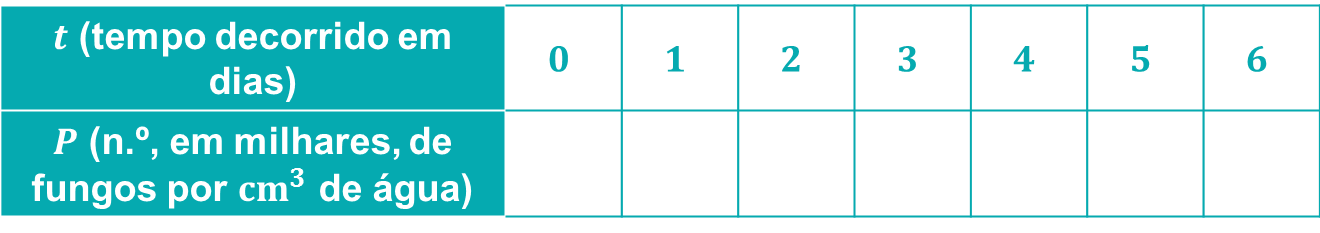 t (tempo decorrido em
dias)
0 1 2 3 4 5 6
P (n.º, em milhares, de
fungos por cm³ de água)